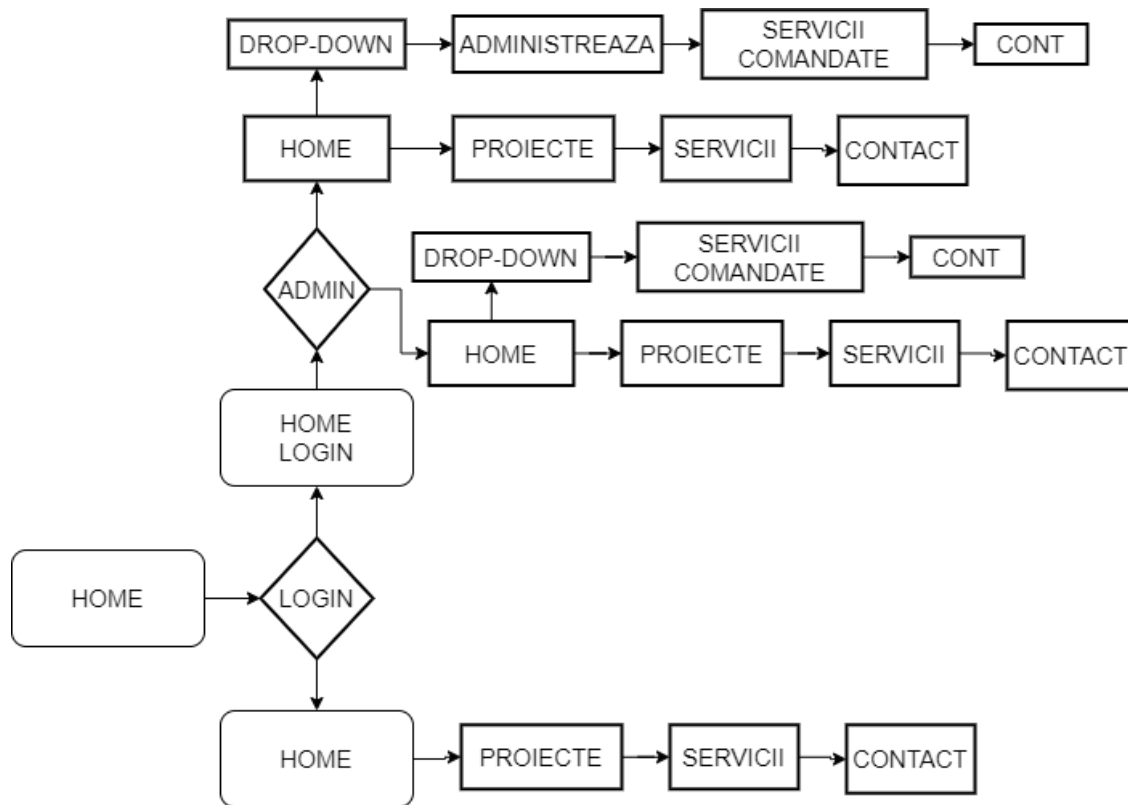 DROP-DOWN
ADMINISTREAZA
SERVICII
COMANDATE
CONT
HOME
PROIECTE
SERVICII
CONTACT
DROP-DOWN
SERVICII
COMANDATE
CONT
ADMIN
HOME
PROIECTE
SERVICII
CONTACT
HOME
LOGIN
HOME
LOGIN
HOME
PROIECTE
SERVICII
CONTACT